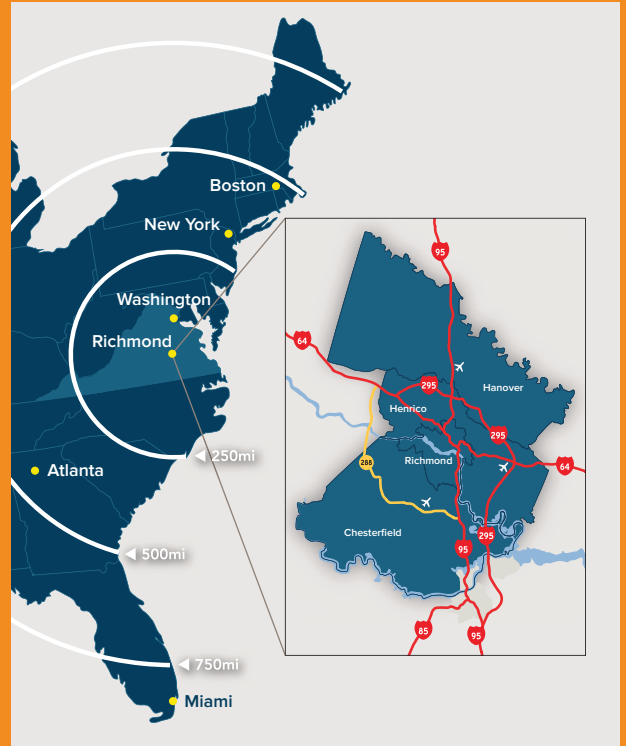 Boston
New York
Washington
Richmond
250mi
Atlanta
500mi
750mi
Miami
95
64
295
Hanover
Henrico
295
288
Richmond
64
Chesterfield
295
95
85
95